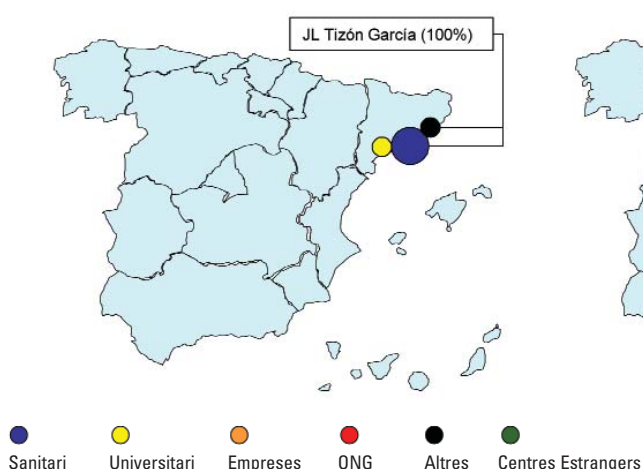 JL Tizón García (100%)
Sanitari Universitari Empreses ONG Altres Centres Estrangers